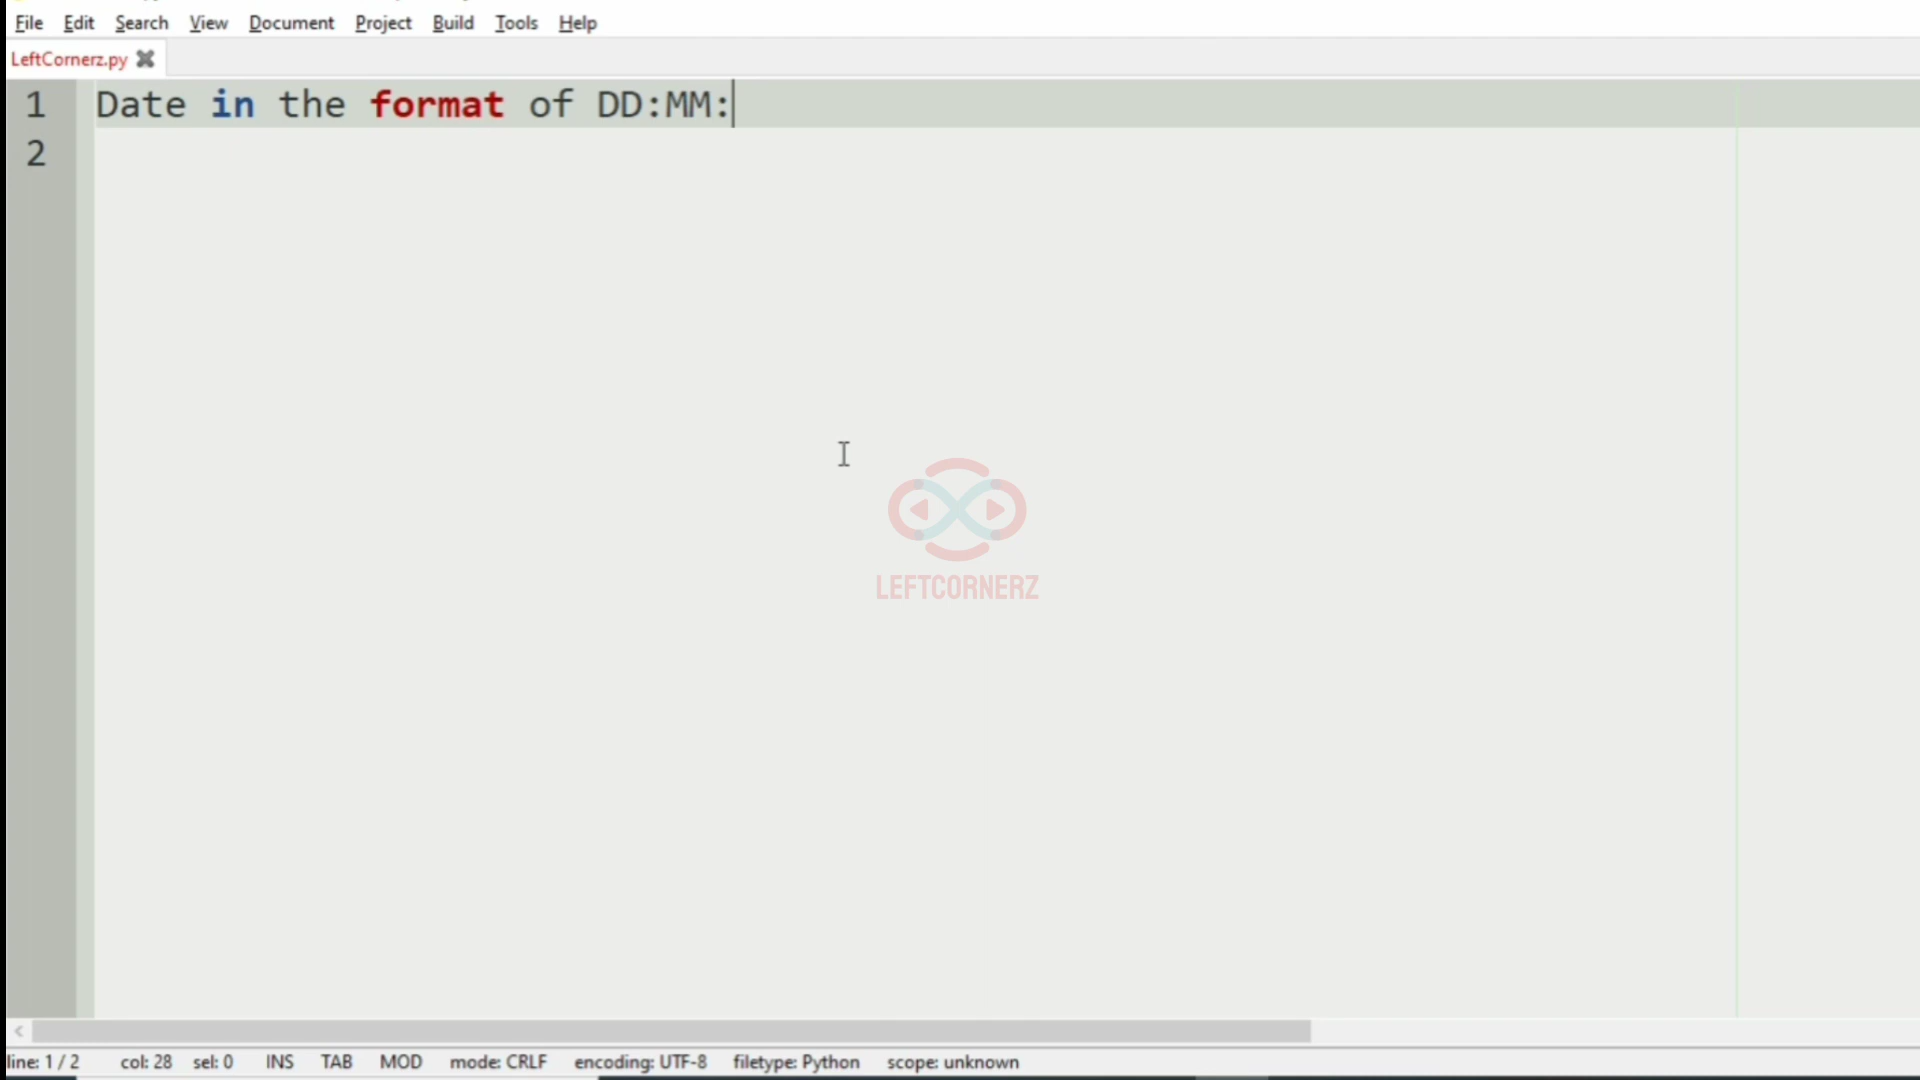 File Edit Search View Document Project Build Tools Help
LeftCornerz.py
1 Date in the format of DD:MM:
2
LEFTCORNERZ
line: 1 / 2 col: 28 sel: 0 INS TAB MOD mode: CRLF encoding: UTF-8 filetype: Python scope: unknown